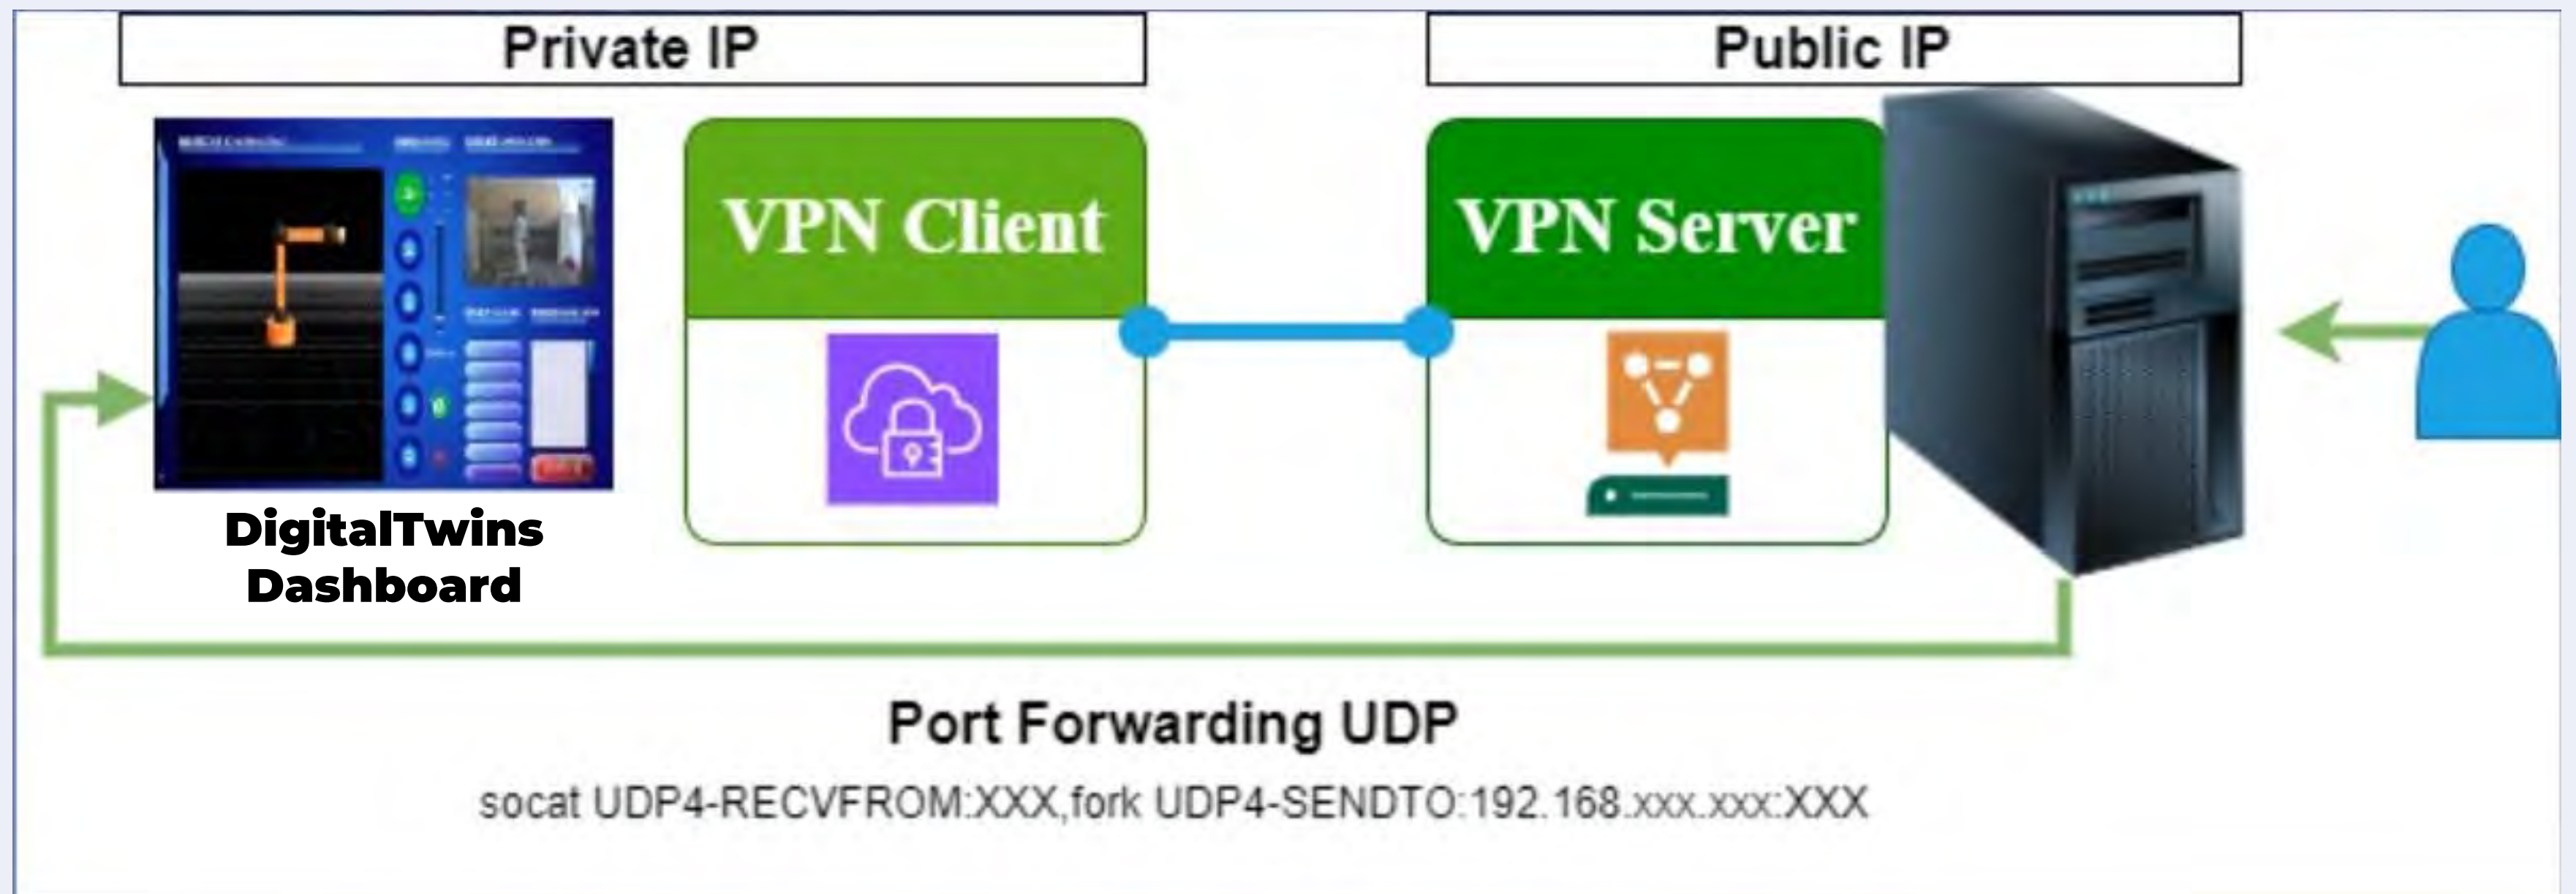 Private IP
Public IP
VPN Client
VPN Server
DigitalTwins
Dashboard
Port Forwarding UDP
socat UDP4-RECVFROM:XXX,fork UDP4-SENDTO:192.168.xxx.xxx:XXX